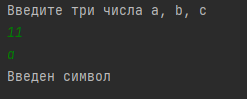 Введите три числа a, b, c
11
a
Введен символ